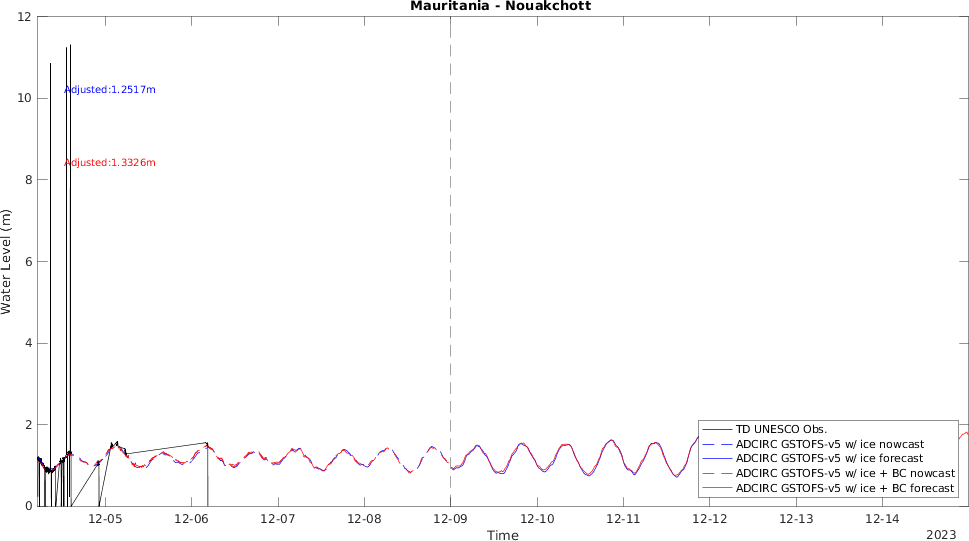 Mauritania - Nouakchott
12
10
8
6
4
2
0
Water Level (m)
Adjusted:1.2517m
Adjusted:1.3326m
TD UNESCO Obs.
ADCIRC GSTOFS-v5 w/ ice nowcast
ADCIRC GSTOFS-v5 w/ ice forecast
ADCIRC GSTOFS-v5 w/ ice + BC nowcast
ADCIRC GSTOFS-v5 w/ ice + BC forecast
12-05 12-06 12-07 12-08 12-09 12-10 12-11 12-12 12-13 12-14
Time
2023